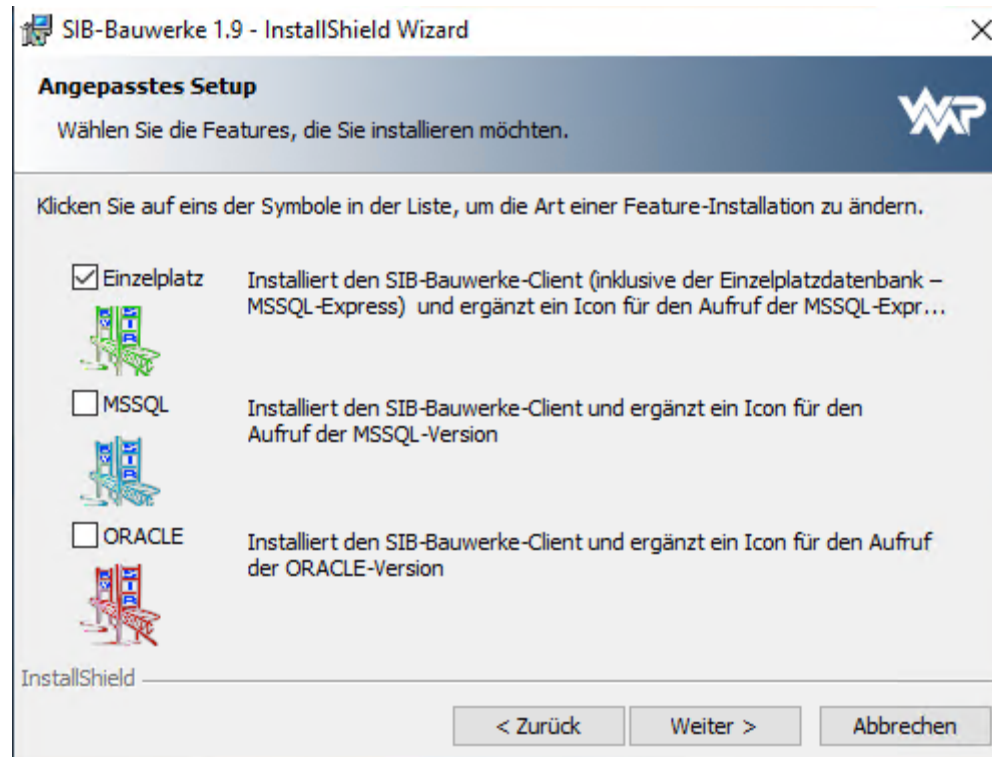 SIB-Bauwerke 1.9 - InstallShield Wizard
Angepasstes Setup
Wählen Sie die Features, die Sie installieren möchten.
WMP
Klicken Sie auf eins der Symbole in der Liste, um die Art einer Feature-Installation zu ändern.
Einzelplatz
Installiert den SIB-Bauwerke-Client (inklusive der Einzelplatzdatenbank –
MSSQL-Express) und ergänzt ein Icon für den Aufruf der MSSQL-Expr...
SIB
MSSQL
Installiert den SIB-Bauwerke-Client und ergänzt ein Icon für den
Aufruf der MSSQL-Version
SIB
ORACLE
Installiert den SIB-Bauwerke-Client und ergänzt ein Icon für den Aufruf
der ORACLE-Version
SIB
InstallShield
< Zurück
Weiter >
Abbrechen